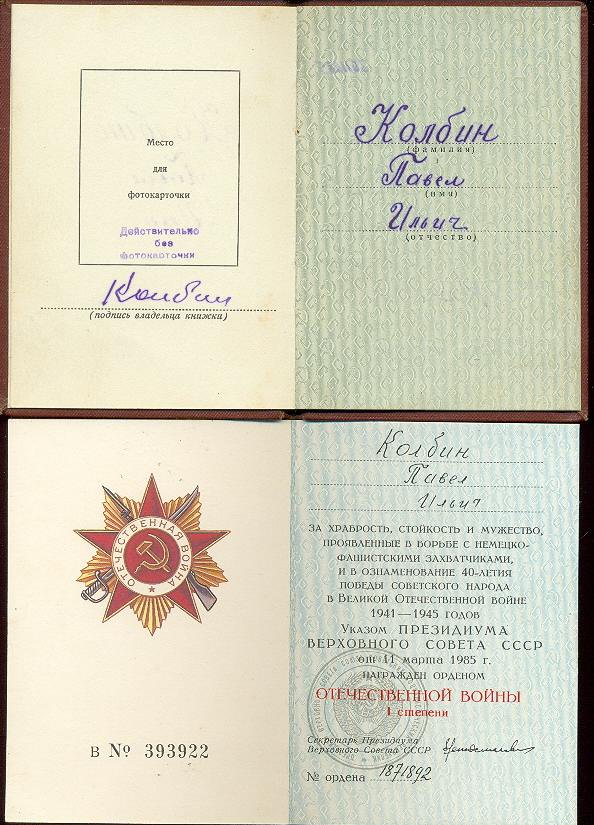 Место
для
фотокарточки
Действительно
без
фотокарточки
Колбин
(подпись владельца книжки)
Колбин
(фамилия)
Павел
(имя)
Ильич
(отчество)
ОТЕЧЕСТВЕННАЯ ВОЙНА
В № 393922
Колбин
Павел
Ильич
ЗА ХРАБРОСТЬ, СТОЙКОСТЬ И МУЖЕСТВО,
ПРОЯВЛЕННЫЕ В БОРЬБЕ С НЕМЕЦКО-
ФАШИСТСКИМИ ЗАХВАТЧИКАМИ,
И В ОЗНАМЕНОВАНИЕ 40-ЛЕТИЯ
ПОБЕДЫ СОВЕТСКОГО НАРОДА
В ВЕЛИКОЙ ОТЕЧЕСТВЕННОЙ ВОЙНЕ
1941—1945 ГОДОВ
УКАЗОМ ПРЕЗИДИУМА
ВЕРХОВНОГО СОВЕТА СССР
от 11 марта 1985 г.
НАГРАЖДЕН ОРДЕНОМ
ОТЕЧЕСТВЕННОЙ ВОЙНЫ
I степени
Секретарь Президиума
Верховного Совета СССР
№ ордена 1871892